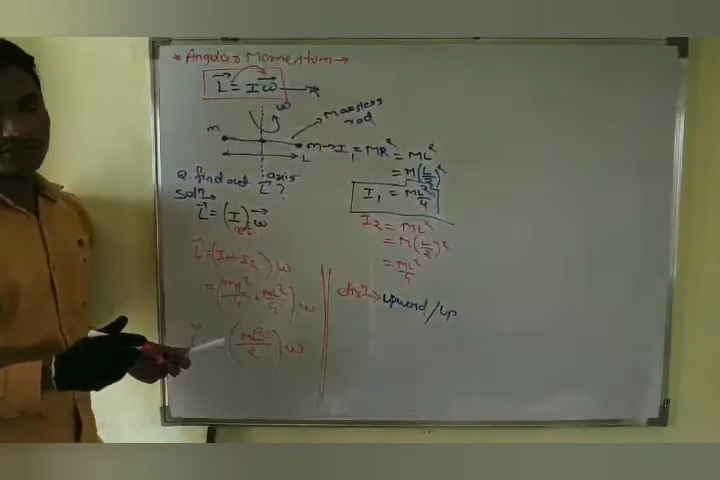 * Angular Momentum →
L⃗ = Iω⃗
ω
Massless rod
m
m → I₁ = MR² = ML²
= M(L/2)²
L
axis
I₁ = ML²/4
Q. find out L⃗ ?
Solⁿ
L⃗ = (I) ω⃗
I₂ = ML²
= M(L/2)²
= ML²/4
L⃗ = (I₁+I₂) ω
= (ML²/4 + ML²/4) ω
dirⁿ → upward/up
= (ML²/2) ω